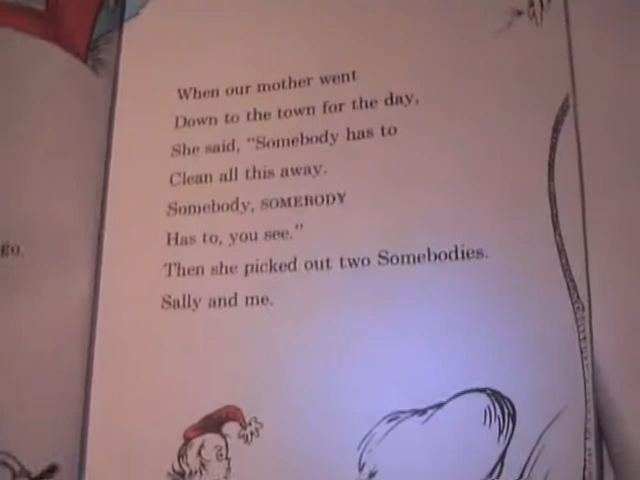 When our mother went
Down to the town for the day,
She said, "Somebody has to
Clean all this away.
Somebody, SOMEBODY
Has to, you see."
Then she picked out two Somebodies.
Sally and me.